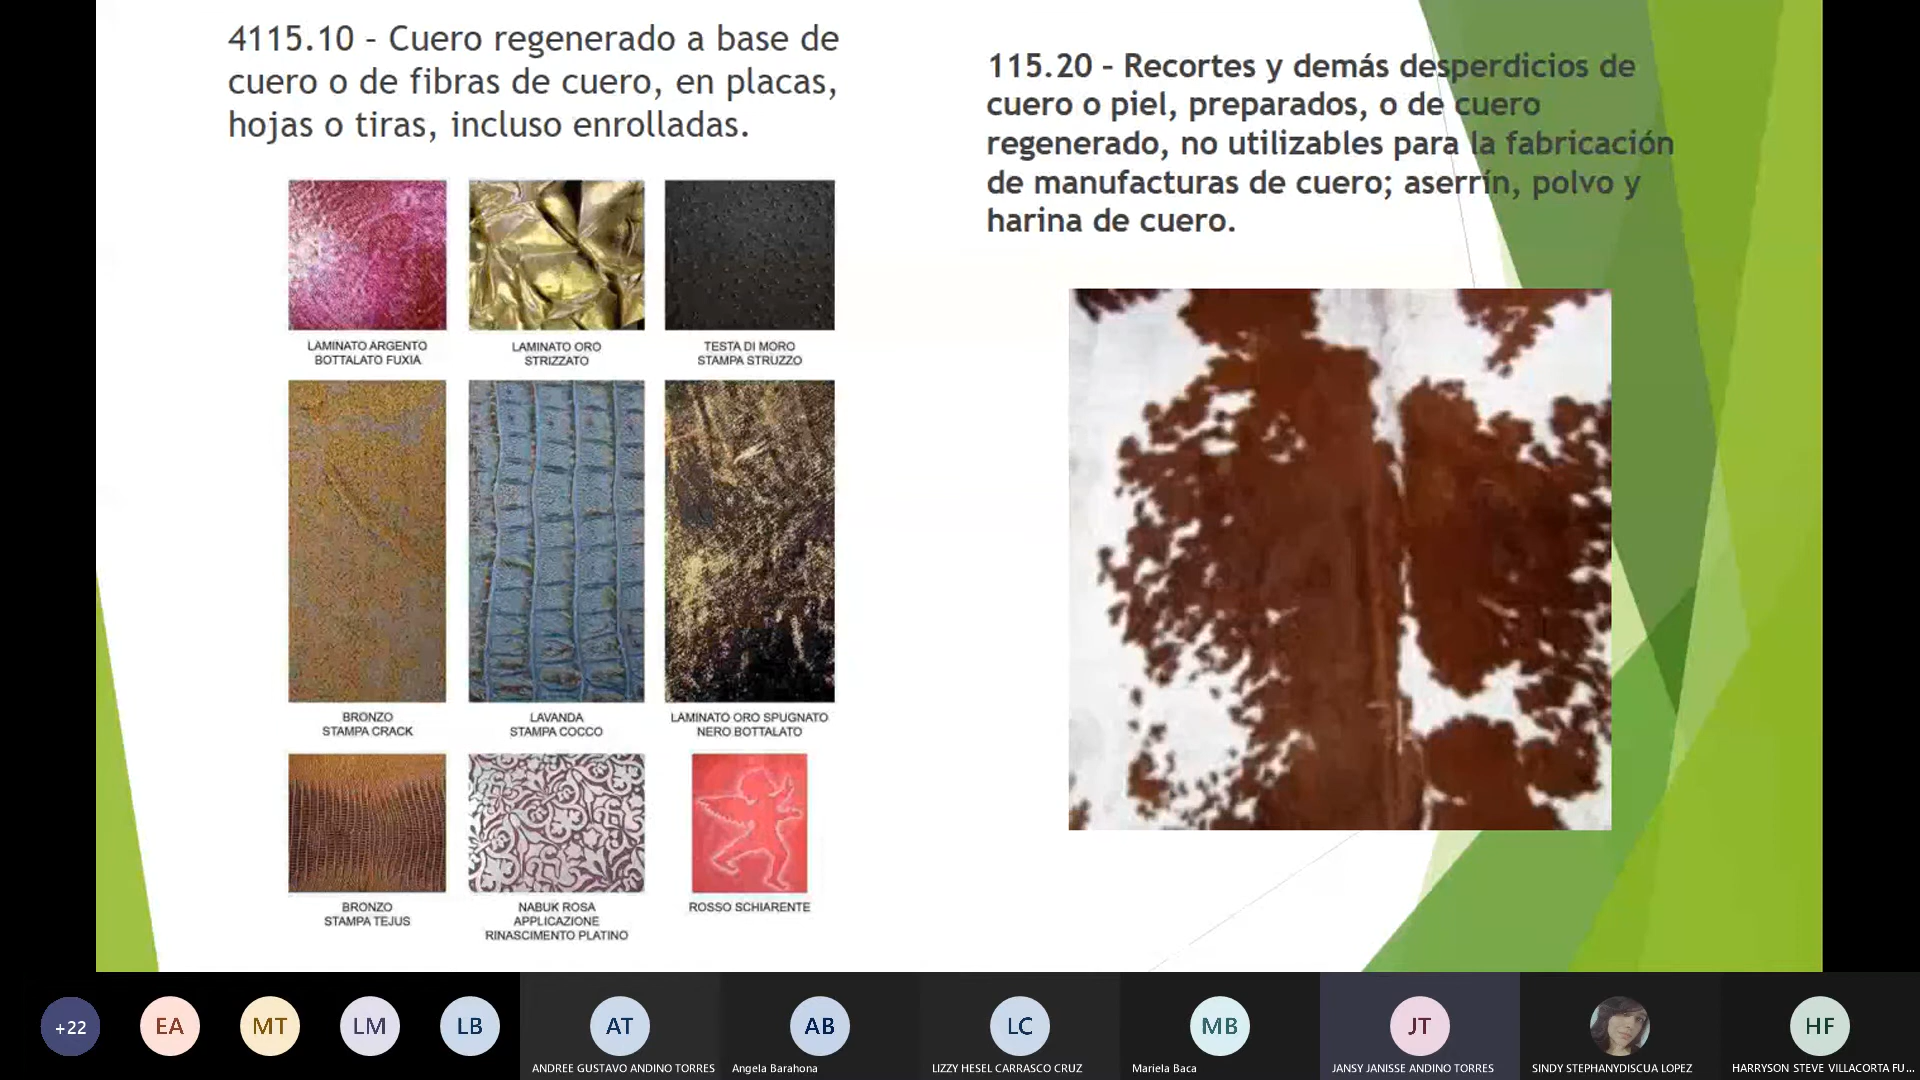 4115.10 – Cuero regenerado a base de
cuero o de fibras de cuero, en placas,
hojas o tiras, incluso enrolladas.
115.20 – Recortes y demás desperdicios de
cuero o piel, preparados, o de cuero
regenerado, no utilizables para la fabricación
de manufacturas de cuero; aserrín, polvo y
harina de cuero.
LAMINATO ARGENTO
BOTTALATO FUXIA
LAMINATO ORO
STRIZZATO
TESTA DI MORO
STAMPA STRUZZO
BRONZO
STAMPA CRACK
LAVANDA
STAMPA COCCO
LAMINATO ORO SPUGNATO
NERO BOTTALATO
BRONZO
STAMPA TEJUS
NABUK ROSA
APPLICAZIONE
RINASCIMENTO PLATINO
ROSSO SCHIARENTE
+22
EA
MT
LM
LB
AT
ANDREE GUSTAVO ANDINO TORRES
AB
Angela Barahona
LC
LIZZY HESEL CARRASCO CRUZ
MB
Mariela Baca
JT
JANSY JANISSE ANDINO TORRES
SINDY STEPHANYDISCUA LOPEZ
HF
HARRYSON STEVE VILLACORTA FU...